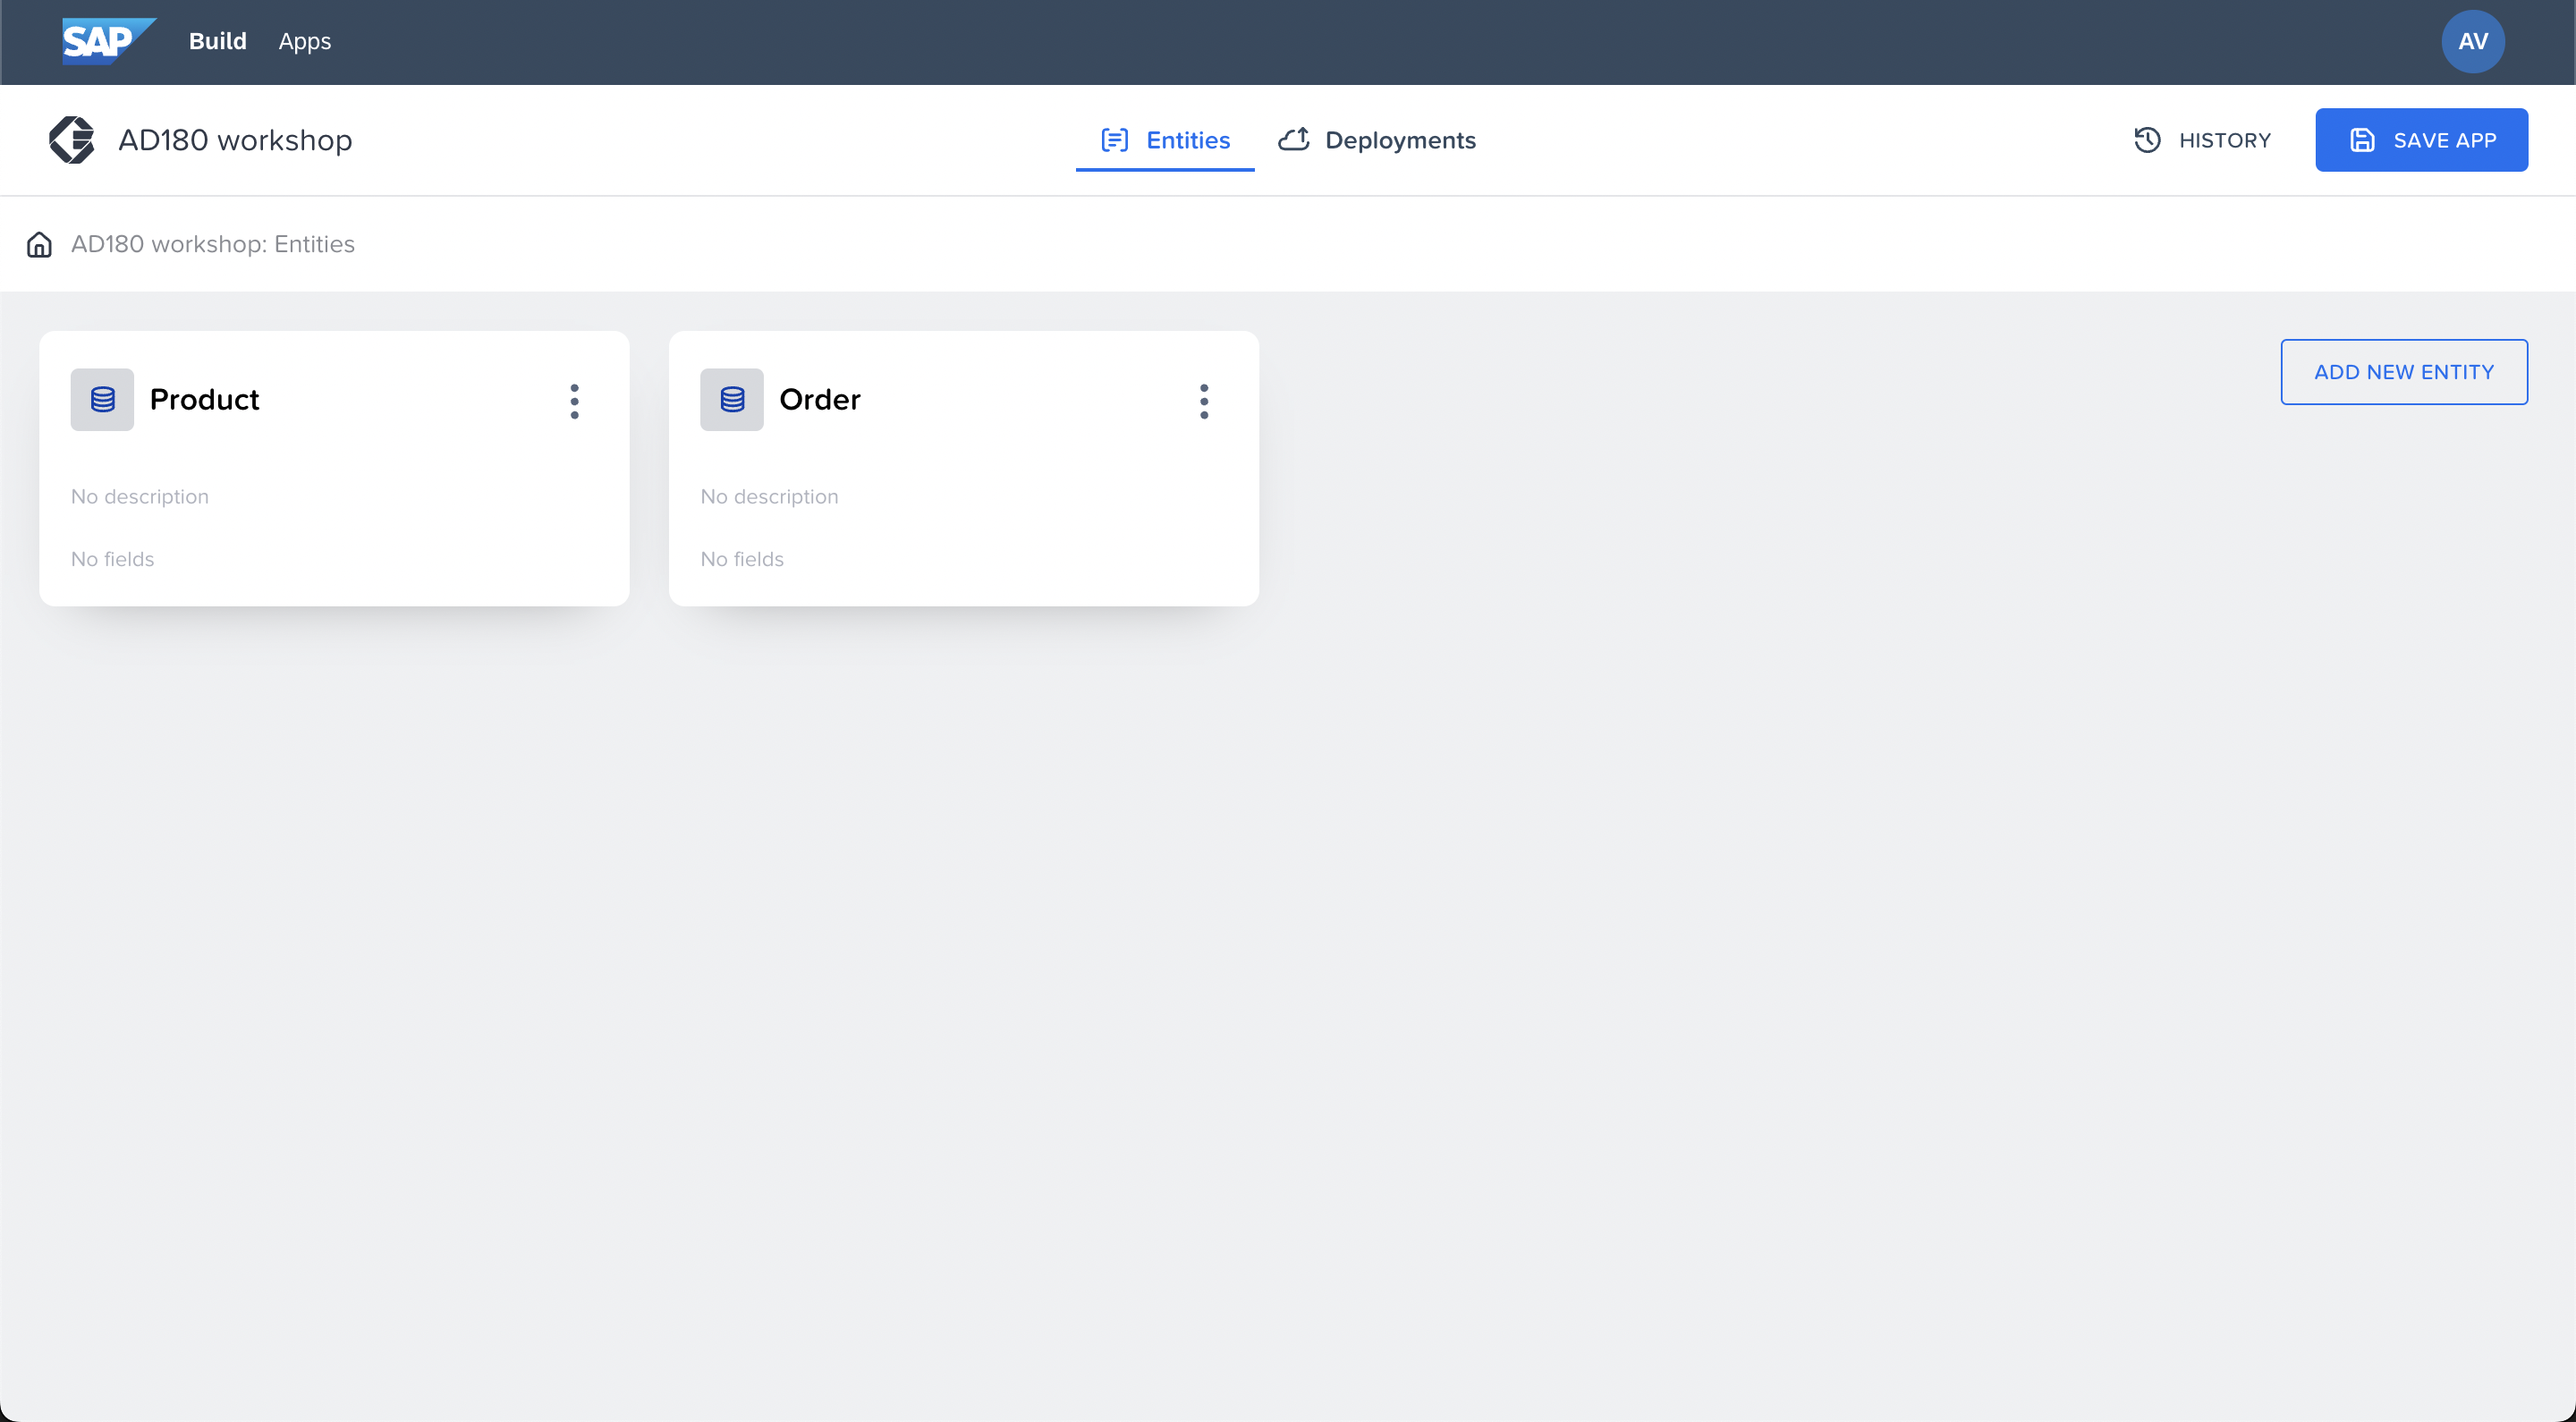 SAP Build Apps AV
AD180 workshop Entities Deployments HISTORY SAVE APP
AD180 workshop: Entities
Product Order ADD NEW ENTITY
No description No description
No fields No fields